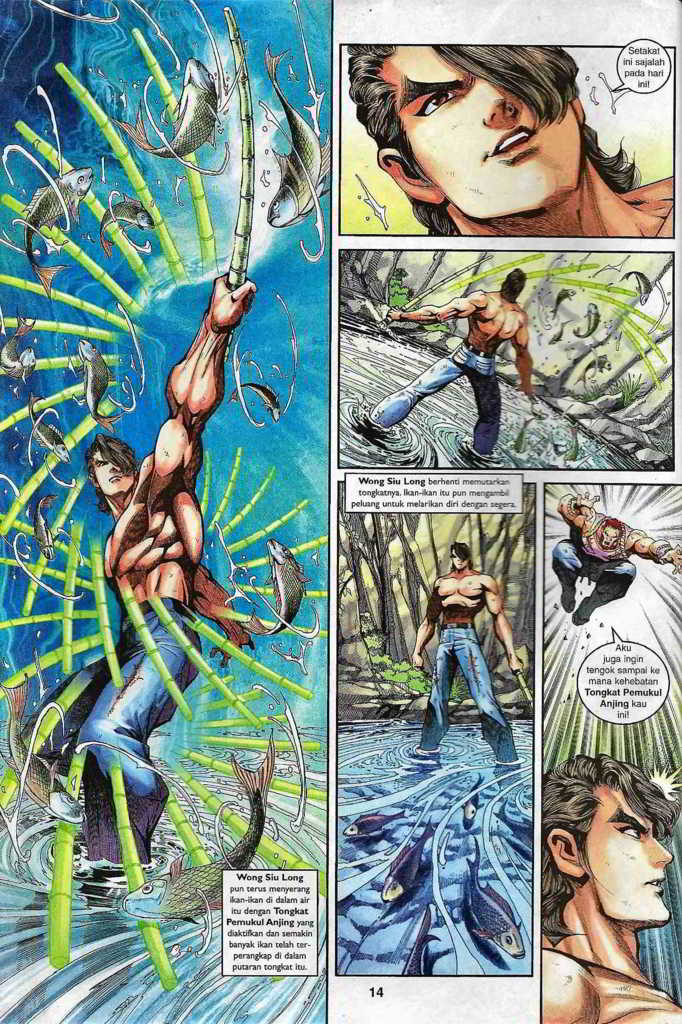 Wong Siu Long
pun terus menyerang
ikan-ikan di dalam air
itu dengan Tongkat
Pemukul Anjing yang
diaktifkan dan semakin
banyak ikan telah ter-
perangkap di dalam
putaran tongkat itu.
Setakat
ini sajalah
pada hari
ini!
Wong Siu Long berhenti memutarkan
tongkatnya. Ikan-ikan itu pun mengambil
peluang untuk melarikan diri dengan segera.
Aku
juga ingin
tengok sampai ke
mana kehebatan
Tongkat Pemukul
Anjing kau
ini!
14